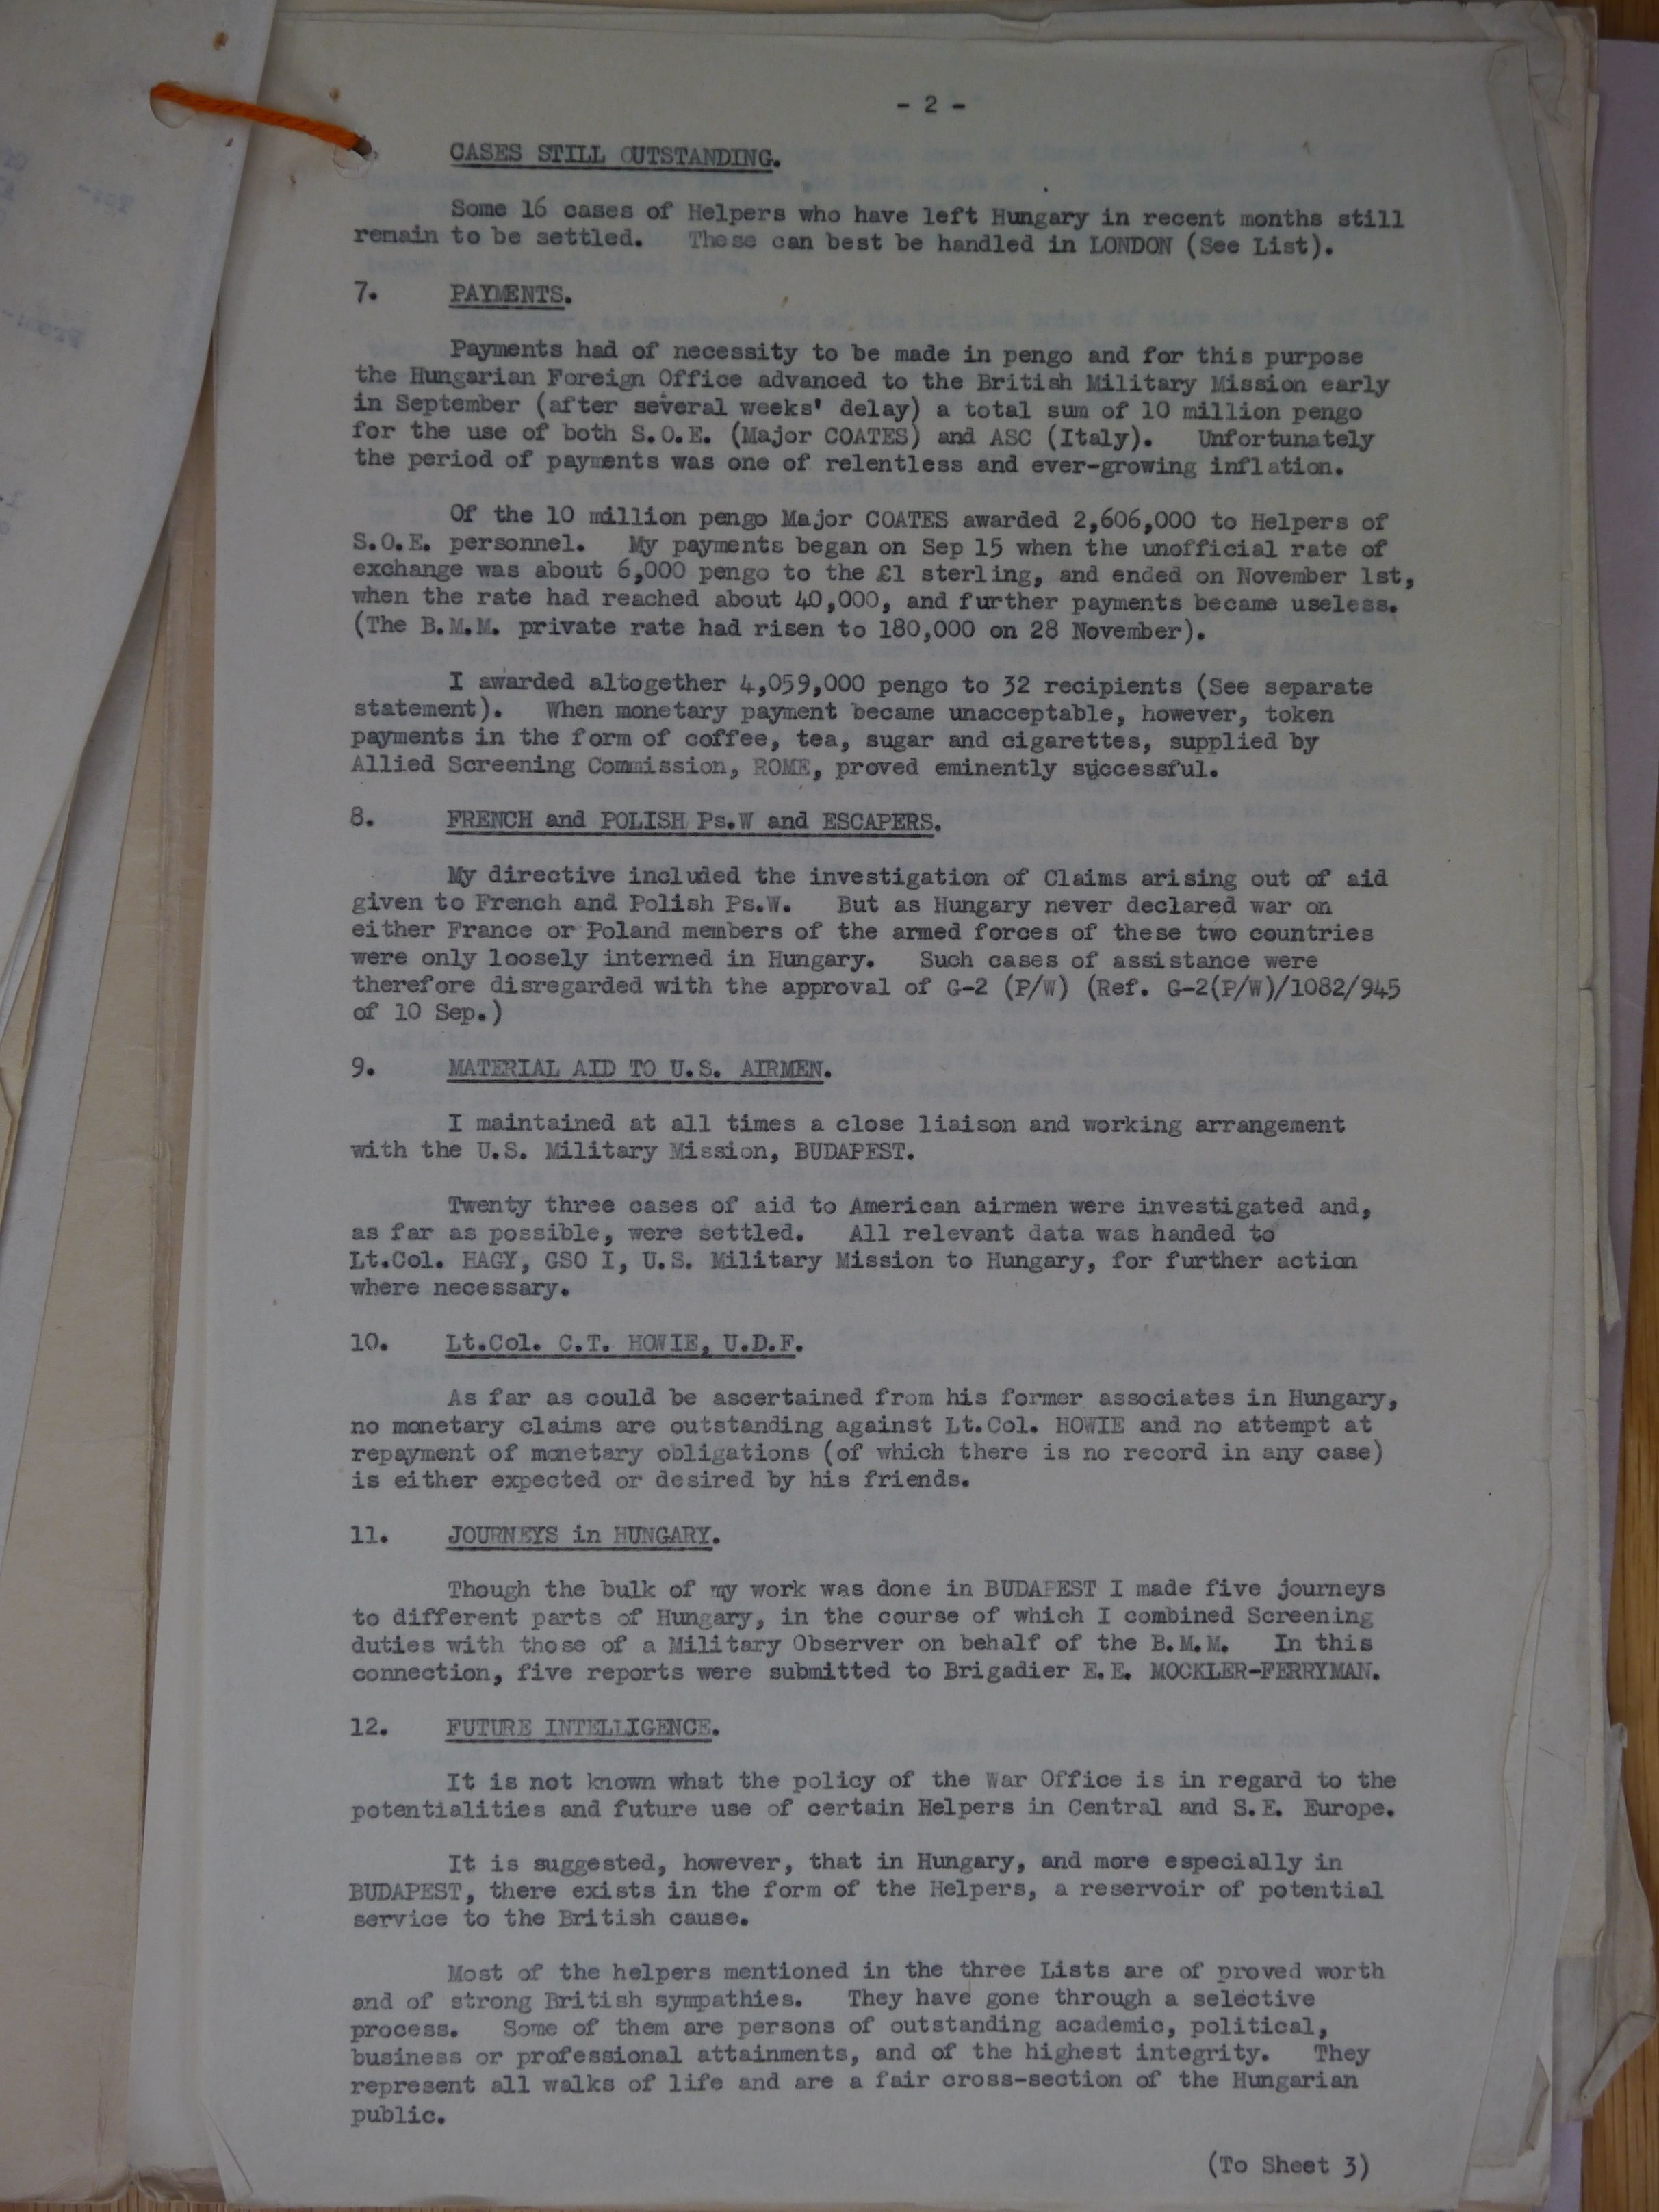 - 2 -
CASES STILL OUTSTANDING.
Some 16 cases of Helpers who have left Hungary in recent months still
remain to be settled. These can best be handled in LONDON (See List).
7. PAYMENTS.
Payments had of necessity to be made in pengo and for this purpose
the Hungarian Foreign Office advanced to the British Military Mission early
in September (after several weeks' delay) a total sum of 10 million pengo
for the use of both S.O.E. (Major COATES) and ASC (Italy). Unfortunately
the period of payments was one of relentless and ever-growing inflation.
Of the 10 million pengo Major COATES awarded 2,606,000 to Helpers of
S.O.E. personnel. My payments began on Sep 15 when the unofficial rate of
exchange was about 6,000 pengo to the £1 sterling, and ended on November 1st,
when the rate had reached about 40,000, and further payments became useless.
(The B.M.M. private rate had risen to 180,000 on 28 November).
I awarded altogether 4,059,000 pengo to 32 recipients (See separate
statement). When monetary payment became unacceptable, however, token
payments in the form of coffee, tea, sugar and cigarettes, supplied by
Allied Screening Commission, ROME, proved eminently successful.
8. FRENCH and POLISH Ps.W and ESCAPERS.
My directive included the investigation of Claims arising out of aid
given to French and Polish Ps.W. But as Hungary never declared war on
either France or Poland members of the armed forces of these two countries
were only loosely interned in Hungary. Such cases of assistance were
therefore disregarded with the approval of G-2 (P/W) (Ref. G-2(P/W)/1082/945
of 10 Sep.)
9. MATERIAL AID TO U.S. AIRMEN.
I maintained at all times a close liaison and working arrangement
with the U.S. Military Mission, BUDAPEST.
Twenty three cases of aid to American airmen were investigated and,
as far as possible, were settled. All relevant data was handed to
Lt.Col. HAGY, GSO I, U.S. Military Mission to Hungary, for further action
where necessary.
10. Lt.Col. C.T. HOWIE, U.D.F.
As far as could be ascertained from his former associates in Hungary,
no monetary claims are outstanding against Lt.Col. HOWIE and no attempt at
repayment of monetary obligations (of which there is no record in any case)
is either expected or desired by his friends.
11. JOURNEYS in HUNGARY.
Though the bulk of my work was done in BUDAPEST I made five journeys
to different parts of Hungary, in the course of which I combined Screening
duties with those of a Military Observer on behalf of the B.M.M. In this
connection, five reports were submitted to Brigadier E.E. MOCKLER-FERRYMAN.
12. FUTURE INTELLIGENCE.
It is not known what the policy of the War Office is in regard to the
potentialities and future use of certain Helpers in Central and S.E. Europe.
It is suggested, however, that in Hungary, and more especially in
BUDAPEST, there exists in the form of the Helpers, a reservoir of potential
service to the British cause.
Most of the helpers mentioned in the three Lists are of proved worth
and of strong British sympathies. They have gone through a selective
process. Some of them are persons of outstanding academic, political,
business or professional attainments, and of the highest integrity. They
represent all walks of life and are a fair cross-section of the Hungarian
public.
(To Sheet 3)